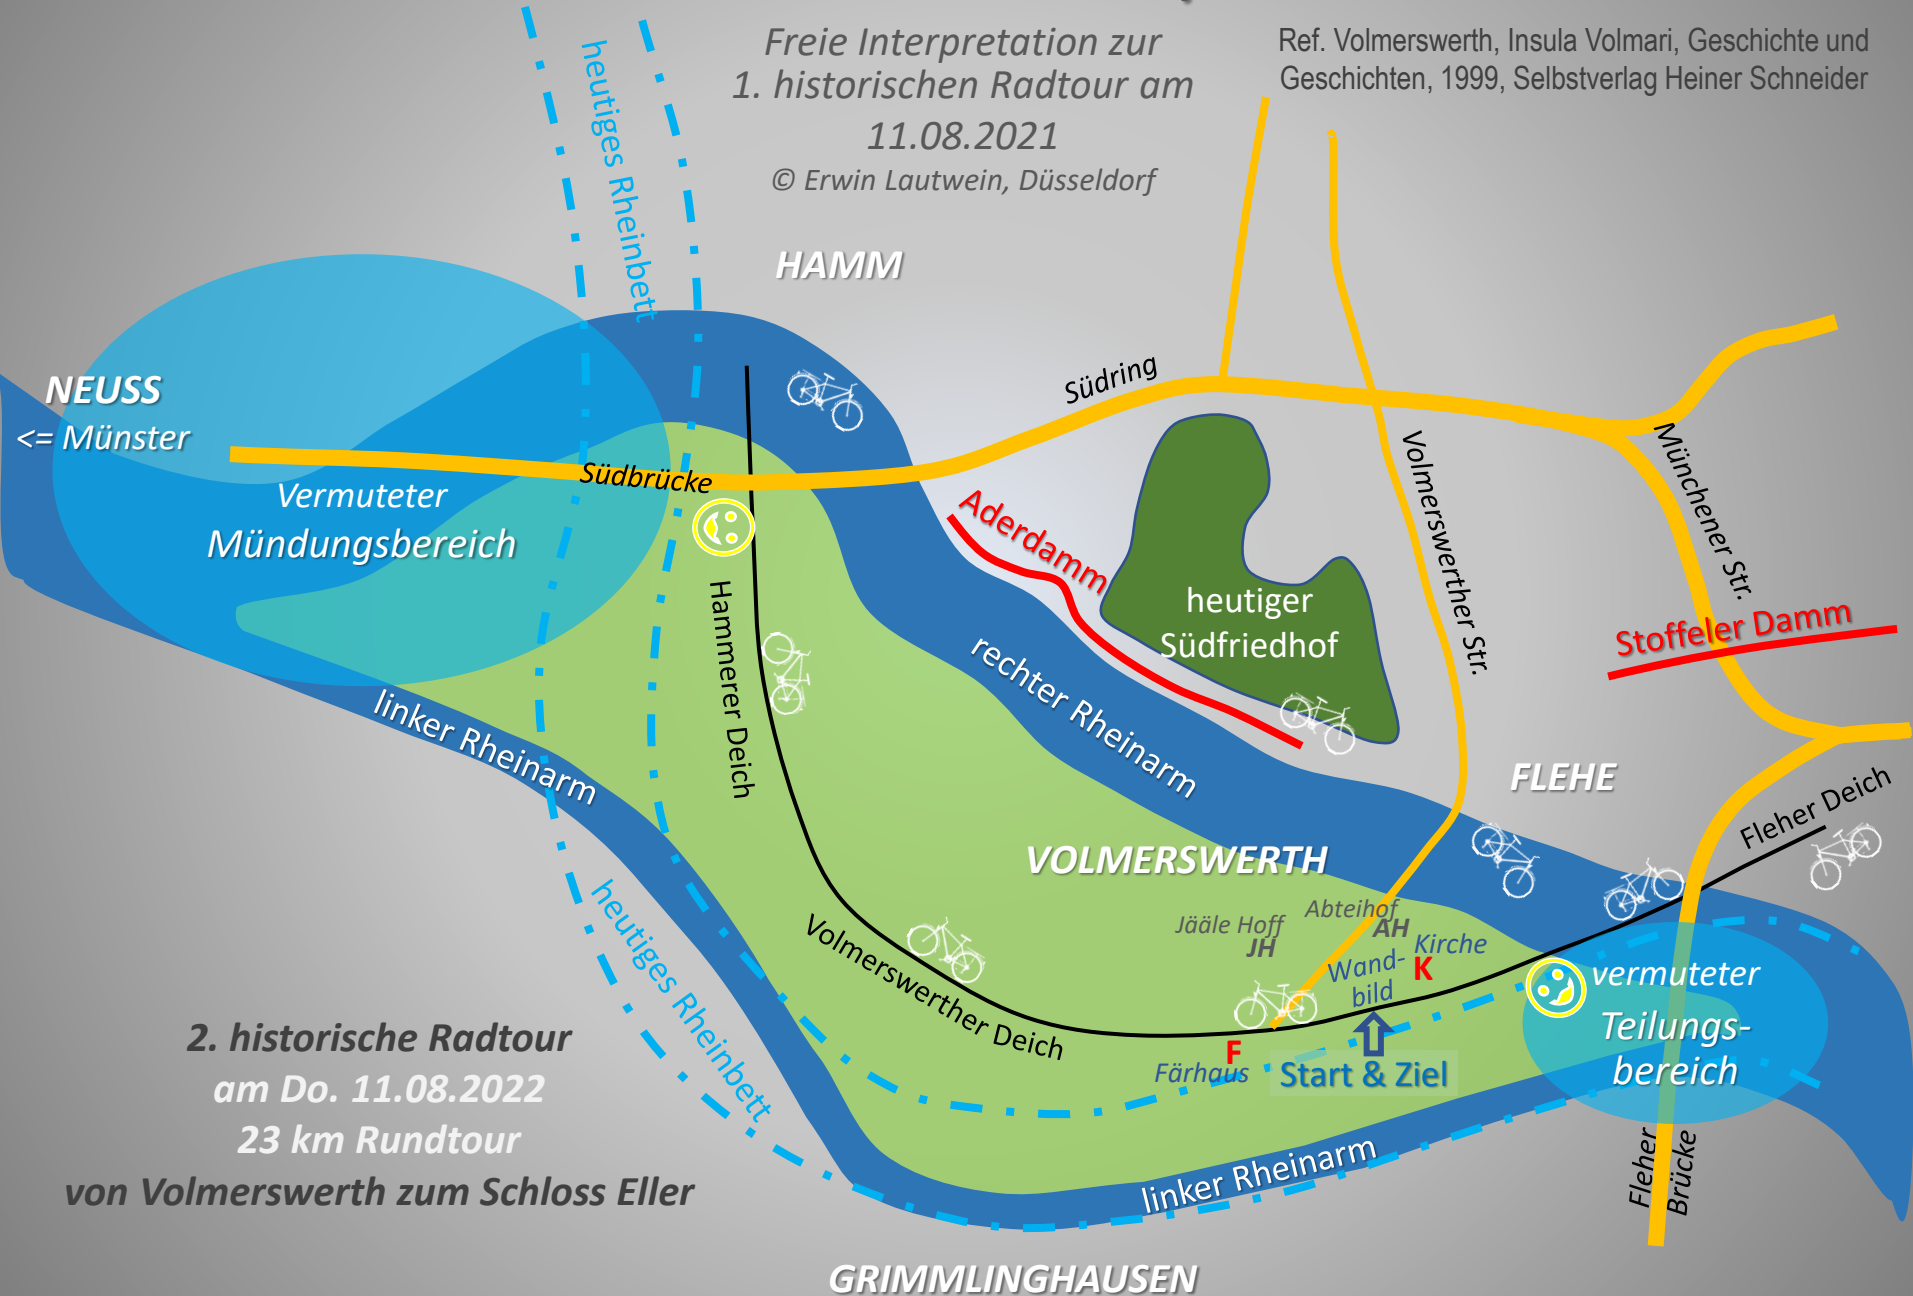 Freie Interpretation zur
1. historischen Radtour am
11.08.2021
© Erwin Lautwein, Düsseldorf
Ref. Volmerswerth, Insula Volmari, Geschichte und
Geschichten, 1999, Selbstverlag Heiner Schneider
heutiges Rheinbett
HAMM
NEUSS
<= Münster
Südring
Südbrücke
Vermuteter
Mündungsbereich
Aderdamm
Volmerswerther Str.
Münchener Str.
heutiger
Südfriedhof
Stoffeler Damm
Hammerer Deich
rechter Rheinarm
linker Rheinarm
FLEHE
Fleher Deich
VOLMERSWERTH
heutiges Rheinbett
Volmerswerther Deich
Jääle Hoff
JH
Abteihof
AH
Kirche
K
Wand-
bild
vermuteter
Teilungs-
bereich
F
Färhaus
Start & Ziel
2. historische Radtour
am Do. 11.08.2022
23 km Rundtour
von Volmerswerth zum Schloss Eller
linker Rheinarm
Fleher
Brücke
GRIMMLINGHAUSEN